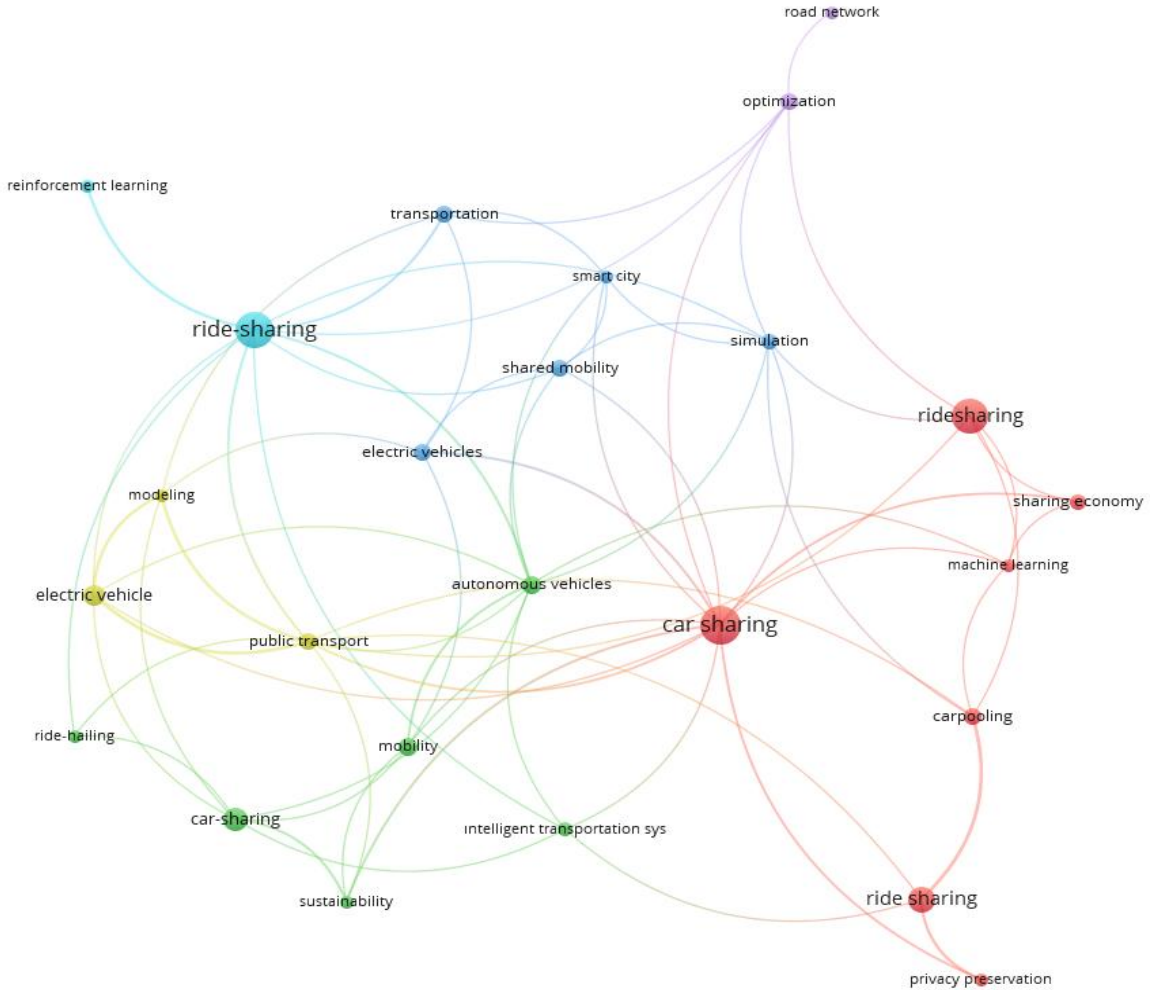 road network
optimization
reinforcement learning
transportation
smart city
ride-sharing
simulation
shared mobility
ridesharing
electric vehicles
modeling
sharing economy
machine learning
autonomous vehicles
electric vehicle
car sharing
public transport
carpooling
ride-hailing
mobility
car-sharing
intelligent transportation sys
ride sharing
sustainability
privacy preservation